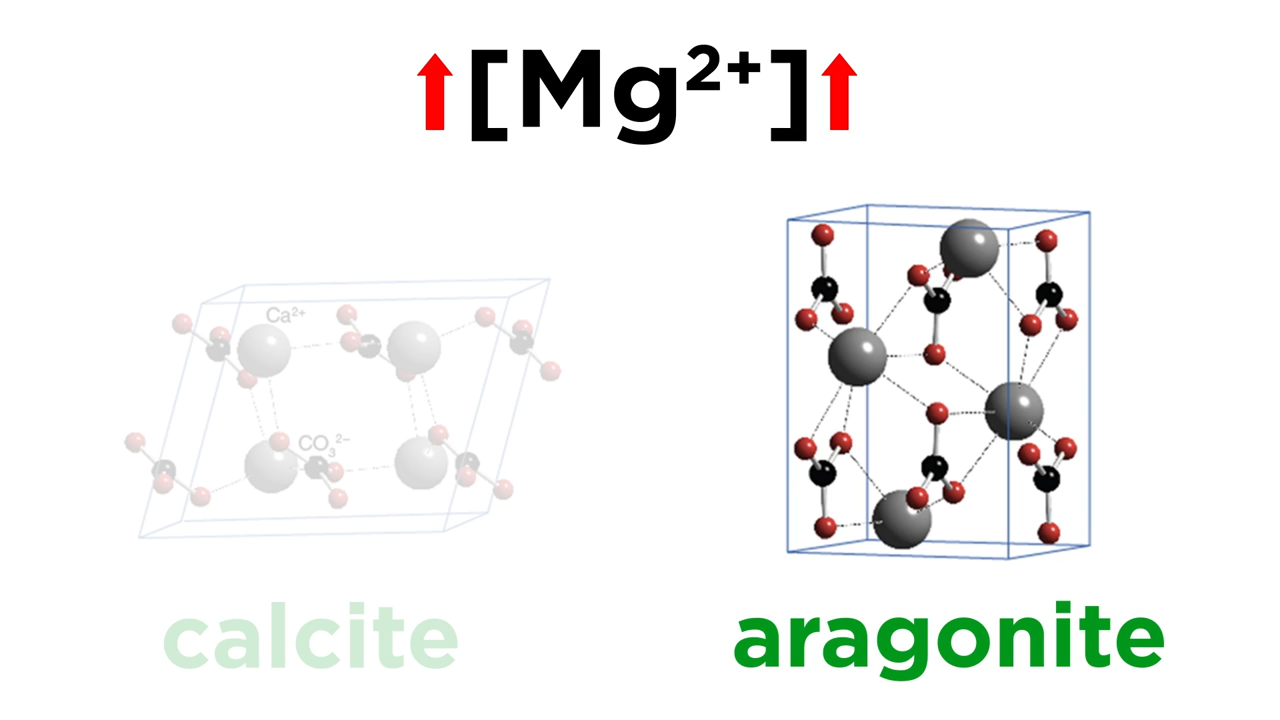 [Mg²⁺]
Ca²⁺
CO₃²⁻
calcite
aragonite